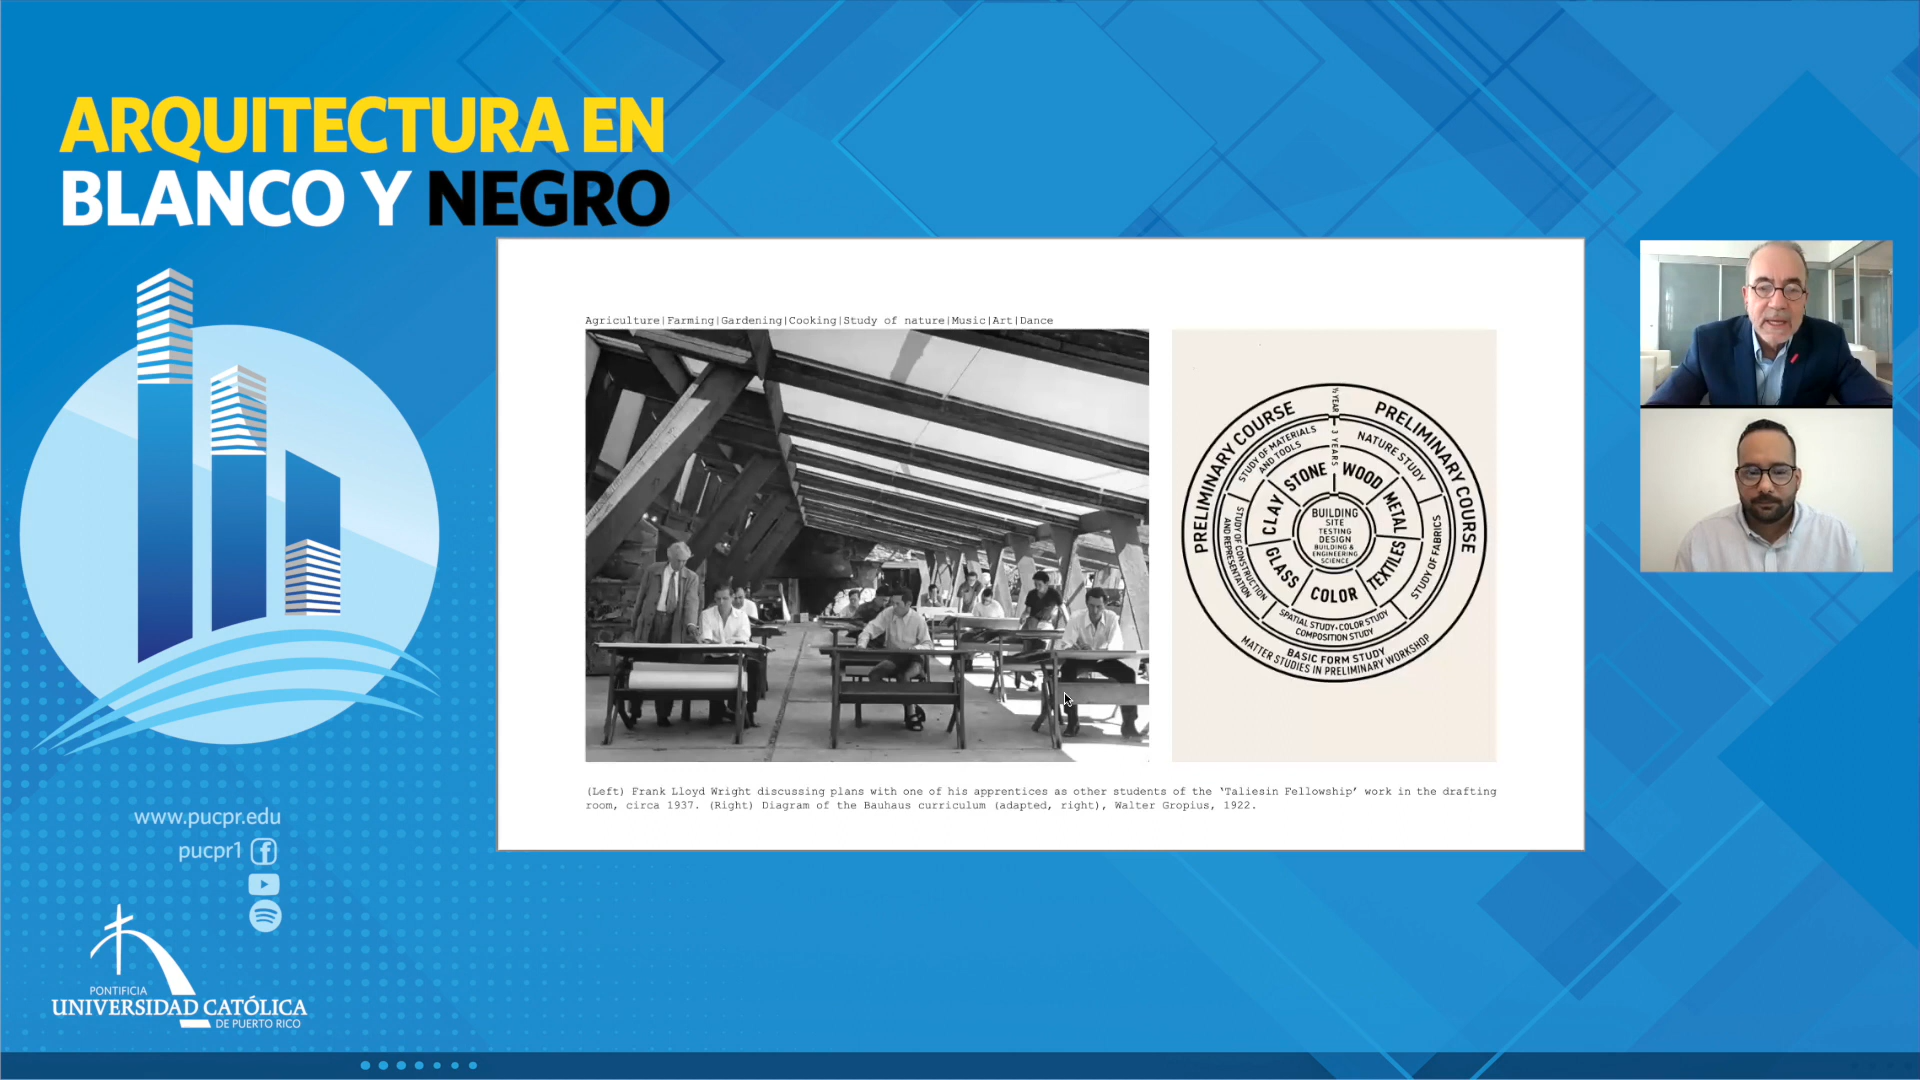 ARQUITECTURA EN
BLANCO Y NEGRO
Agriculture|Farming|Gardening|Cooking|Study of nature|Music|Art|Dance
PRELIMINARY COURSE
½ YEAR
PRELIMINARY COURSE
3 YEARS
STUDY OF MATERIALS
AND TOOLS
NATURE STUDY
STONE
WOOD
CLAY
METAL
STUDY OF CONSTRUCTION
AND REPRESENTATION
STUDY OF FABRICS
BUILDING
SITE
TESTING
DESIGN
BUILDING &
ENGINEERING
SCIENCE
GLASS
TEXTILES
COLOR
SPATIAL STUDY•COLOR STUDY
COMPOSITION STUDY
BASIC FORM STUDY
MATTER STUDIES IN PRELIMINARY WORKSHOP
(Left) Frank Lloyd Wright discussing plans with one of his apprentices as other students of the ‘Taliesin Fellowship’ work in the drafting
room, circa 1937. (Right) Diagram of the Bauhaus curriculum (adapted, right), Walter Gropius, 1922.
www.pucpr.edu
pucpr1
PONTIFICIA
UNIVERSIDAD CATÓLICA
DE PUERTO RICO